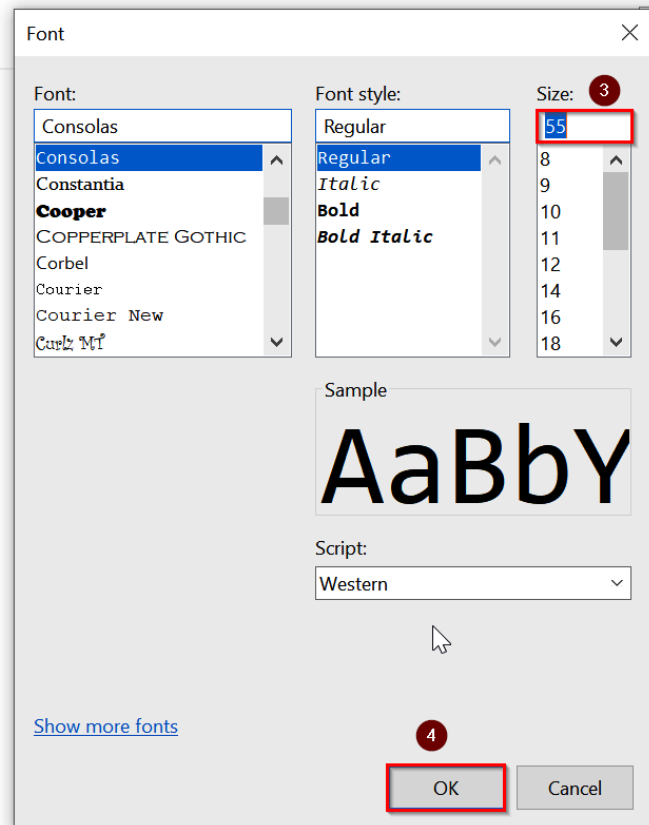 Font
Font: Font style: Size: 3
Consolas Regular 55
Consolas Regular 8
Constantia Italic 9
Cooper Bold 10
Copperplate Gothic Bold Italic 11
Corbel 12
Courier 14
Courier New 16
Curlz MT 18
Sample
AaBbY
Script:
Western
Show more fonts
4
OK Cancel